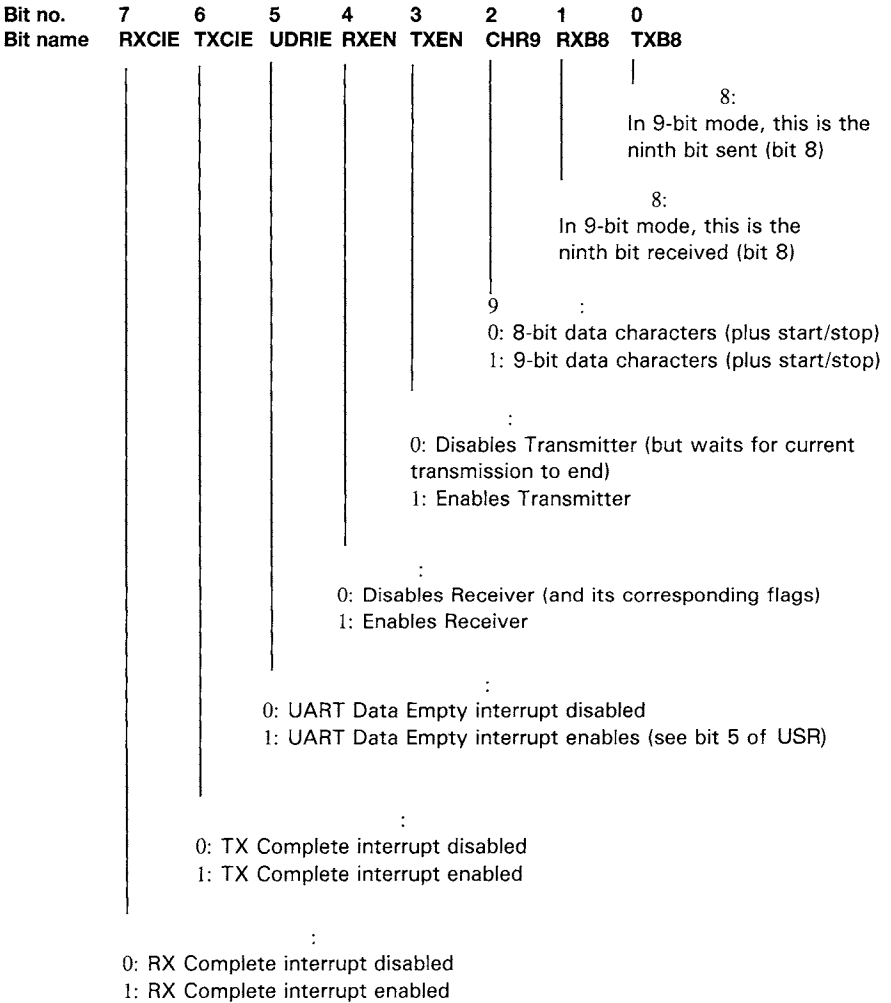 Bit no. 7 6 5 4 3 2 1 0
Bit name RXCIE TXCIE UDRIE RXEN TXEN CHR9 RXB8 TXB8
8:
In 9-bit mode, this is the
ninth bit sent (bit 8)
8:
In 9-bit mode, this is the
ninth bit received (bit 8)
9 :
0: 8-bit data characters (plus start/stop)
1: 9-bit data characters (plus start/stop)
:
0: Disables Transmitter (but waits for current
transmission to end)
1: Enables Transmitter
:
0: Disables Receiver (and its corresponding flags)
1: Enables Receiver
:
0: UART Data Empty interrupt disabled
1: UART Data Empty interrupt enables (see bit 5 of USR)
:
0: TX Complete interrupt disabled
1: TX Complete interrupt enabled
:
0: RX Complete interrupt disabled
1: RX Complete interrupt enabled